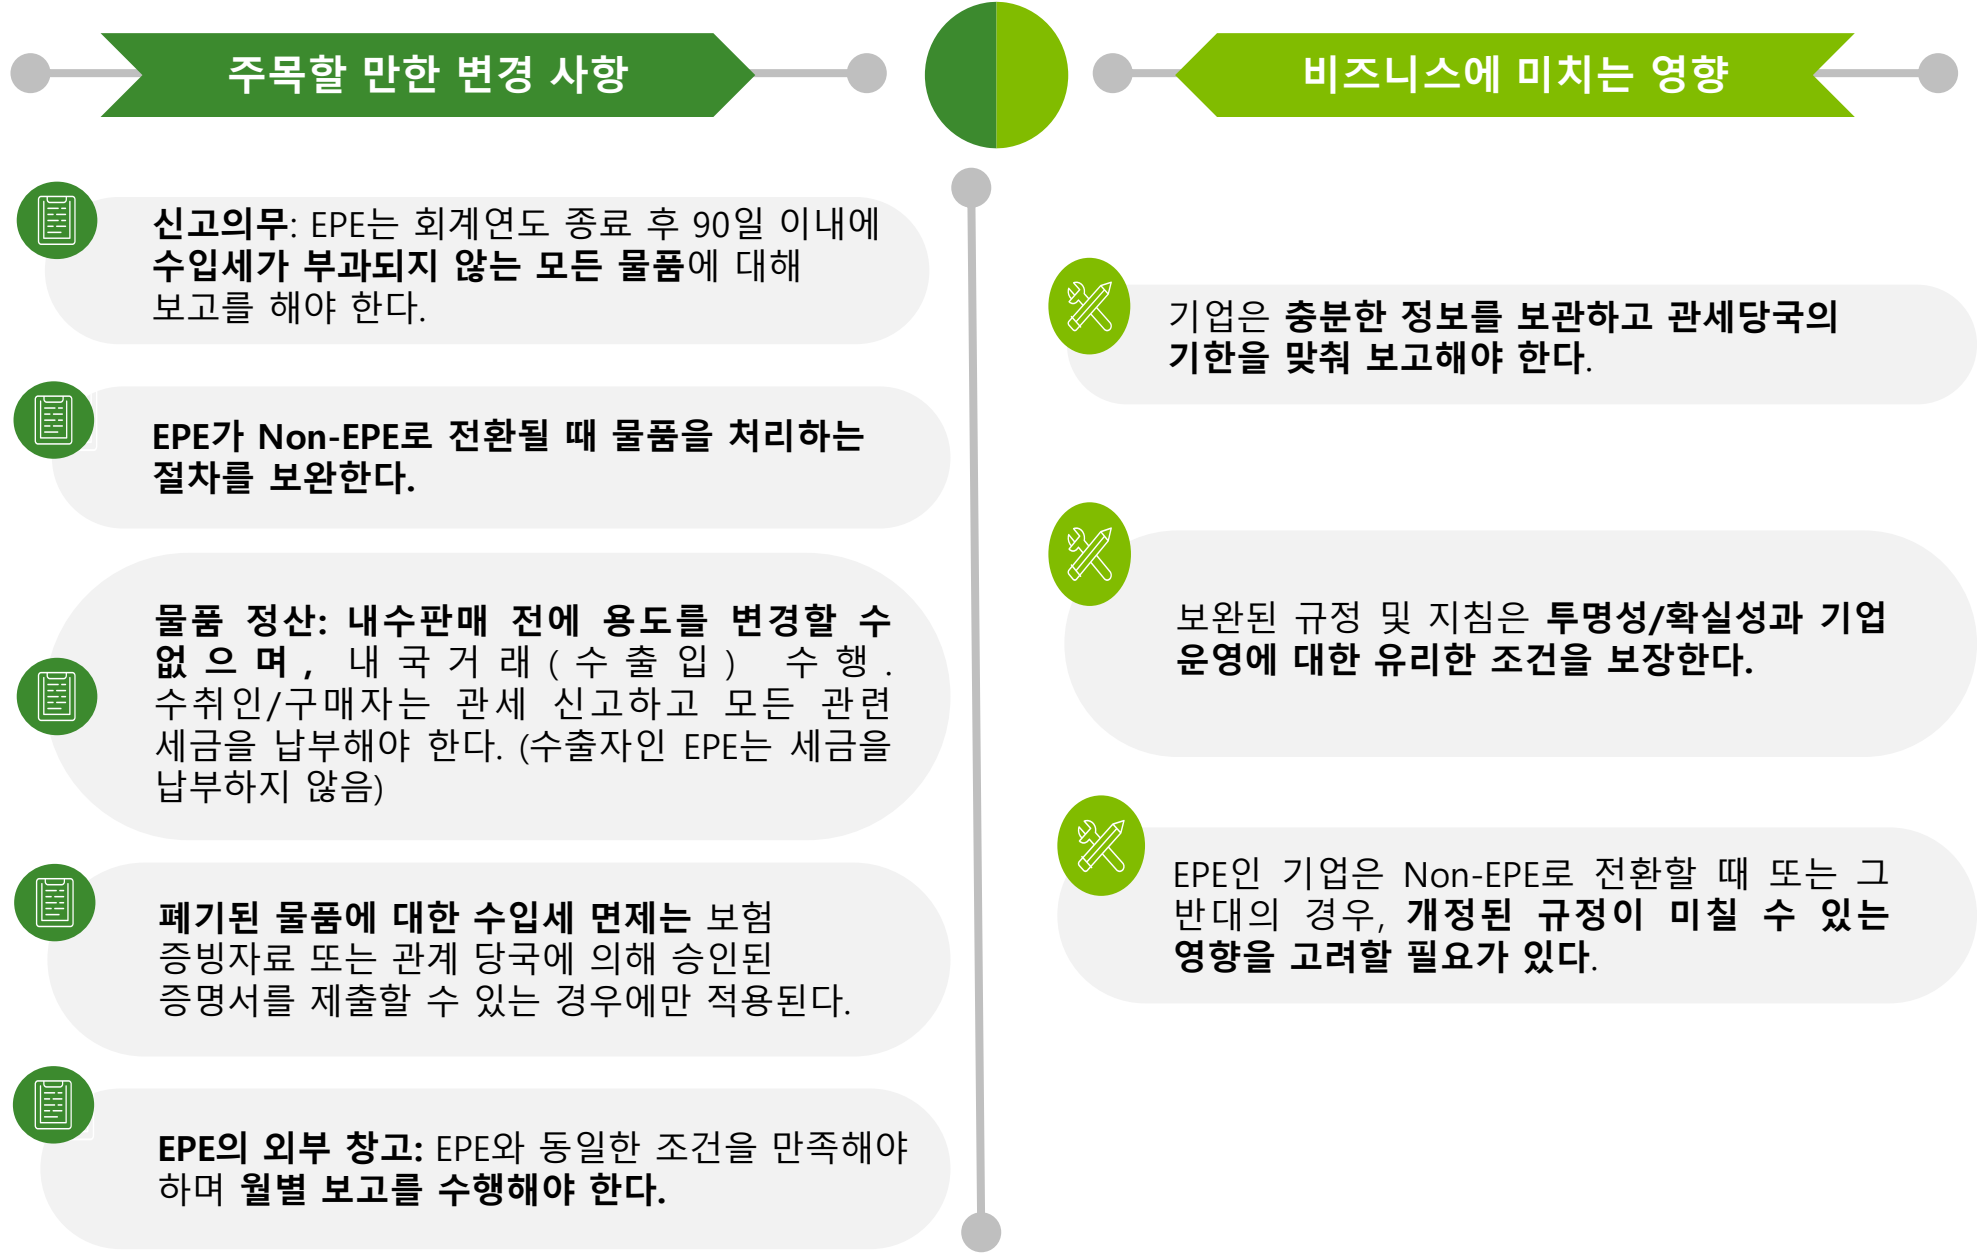 주목할 만한 변경 사항
신고의무: EPE는 회계연도 종료 후 90일 이내에
수입세가 부과되지 않는 모든 물품에 대해
보고를 해야 한다.
EPE가 Non-EPE로 전환될 때 물품을 처리하는
절차를 보완한다.
물품 정산: 내수판매 전에 용도를 변경할 수
없으며, 내국거래(수출입) 수행.
수취인/구매자는 관세 신고하고 모든 관련
세금을 납부해야 한다. (수출자인 EPE는 세금을
납부하지 않음)
폐기된 물품에 대한 수입세 면제는 보험
증빙자료 또는 관계 당국에 의해 승인된
증명서를 제출할 수 있는 경우에만 적용된다.
EPE의 외부 창고: EPE와 동일한 조건을 만족해야
하며 월별 보고를 수행해야 한다.
비즈니스에 미치는 영향
기업은 충분한 정보를 보관하고 관세당국의
기한을 맞춰 보고해야 한다.
보완된 규정 및 지침은 투명성/확실성과 기업
운영에 대한 유리한 조건을 보장한다.
EPE인 기업은 Non-EPE로 전환할 때 또는 그
반대의 경우, 개정된 규정이 미칠 수 있는
영향을 고려할 필요가 있다.